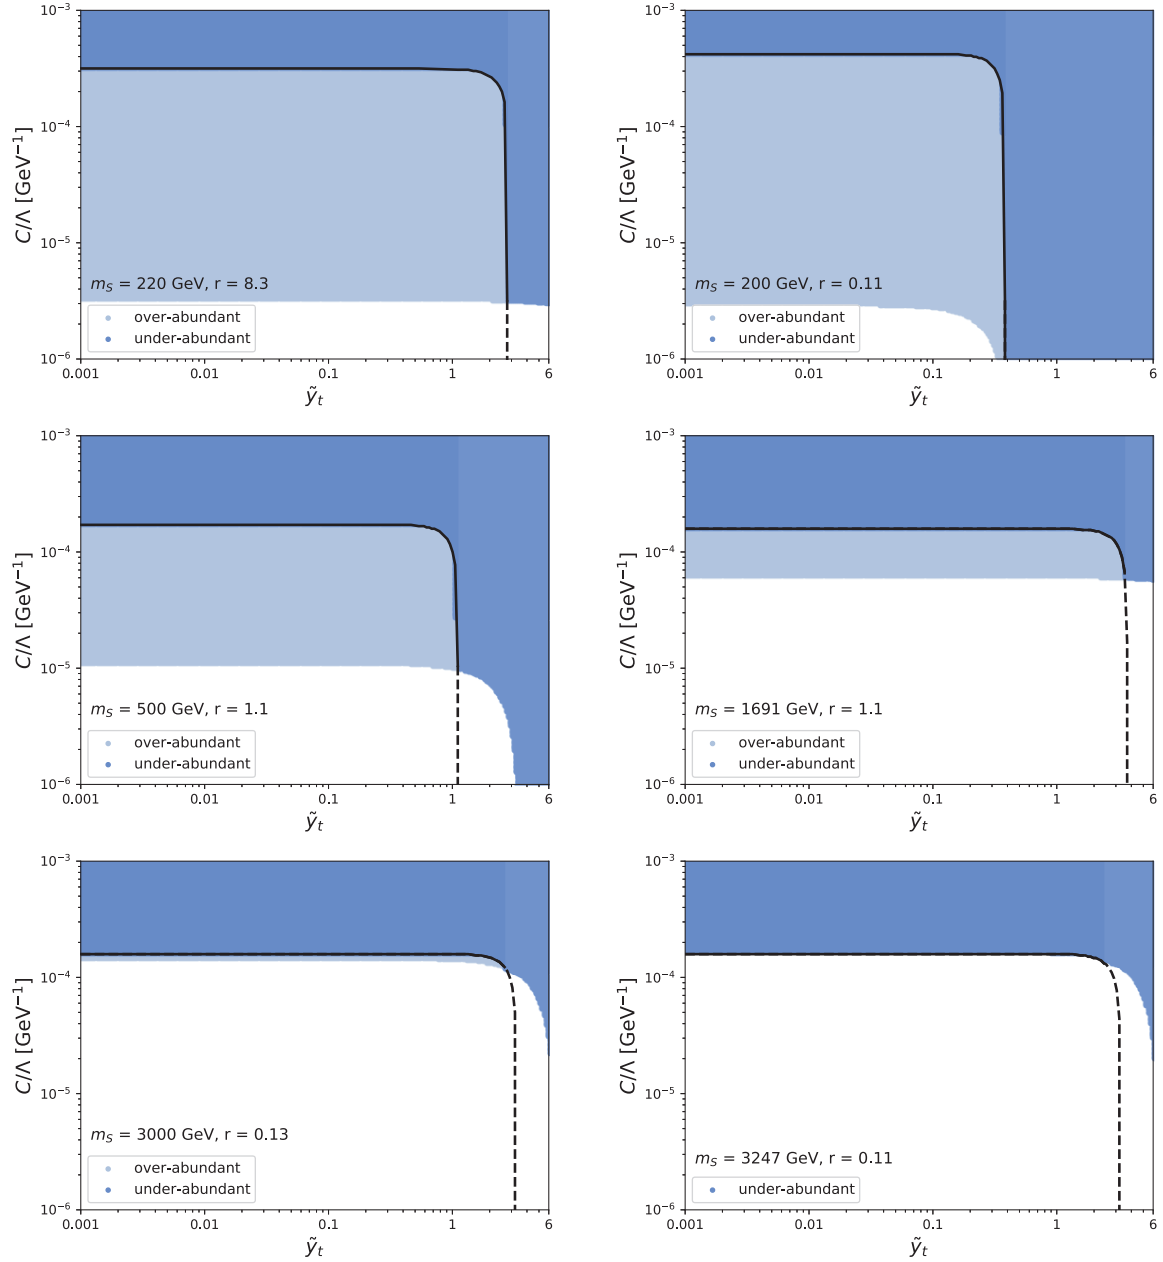 10⁻³
10⁻⁴
10⁻⁵
10⁻⁶
C/Λ [GeV⁻¹]
m_S = 220 GeV, r = 8.3
over-abundant
under-abundant
0.001 0.01 0.1 1 6
ỹ_t
10⁻³
10⁻⁴
10⁻⁵
10⁻⁶
C/Λ [GeV⁻¹]
m_S = 200 GeV, r = 0.11
over-abundant
under-abundant
0.001 0.01 0.1 1 6
ỹ_t
10⁻³
10⁻⁴
10⁻⁵
10⁻⁶
C/Λ [GeV⁻¹]
m_S = 500 GeV, r = 1.1
over-abundant
under-abundant
0.001 0.01 0.1 1 6
ỹ_t
10⁻³
10⁻⁴
10⁻⁵
10⁻⁶
C/Λ [GeV⁻¹]
m_S = 1691 GeV, r = 1.1
over-abundant
under-abundant
0.001 0.01 0.1 1 6
ỹ_t
10⁻³
10⁻⁴
10⁻⁵
10⁻⁶
C/Λ [GeV⁻¹]
m_S = 3000 GeV, r = 0.13
over-abundant
under-abundant
0.001 0.01 0.1 1 6
ỹ_t
10⁻³
10⁻⁴
10⁻⁵
10⁻⁶
C/Λ [GeV⁻¹]
m_S = 3247 GeV, r = 0.11
under-abundant
0.001 0.01 0.1 1 6
ỹ_t